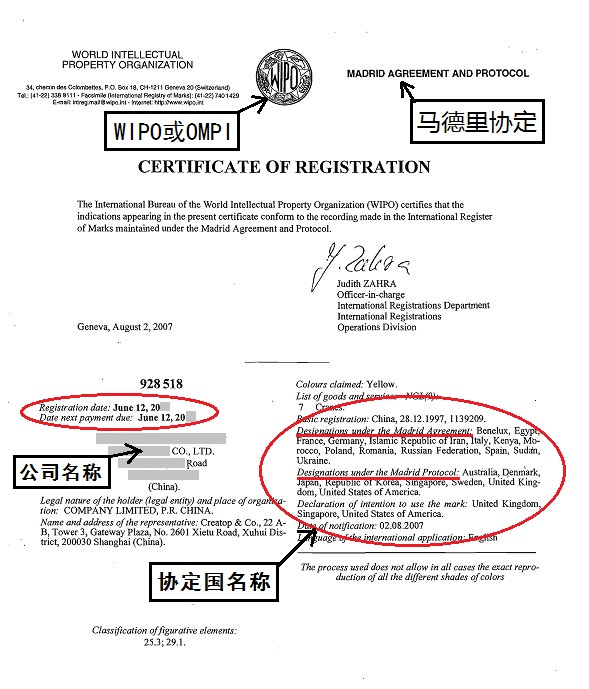 WORLD INTELLECTUAL
PROPERTY ORGANIZATION
34, chemin des Colombettes, P.O. Box 18, CH-1211 Geneva 20 (Switzerland)
Tel.: (41-22) 338 9111 - Facsimile (International Registry of Marks): (41-22) 740 1429
E-mail: intreg.mail@wipo.int - Internet: http://www.wipo.int
WIPO
MADRID AGREEMENT AND PROTOCOL
WIPO或OMPI
马德里协定
CERTIFICATE OF REGISTRATION
The International Bureau of the World Intellectual Property Organization (WIPO) certifies that the
indications appearing in the present certificate conform to the recording made in the International Register
of Marks maintained under the Madrid Agreement and Protocol.
J. Zahra
Judith ZAHRA
Officer-in-charge
International Registrations Department
International Registrations
Operations Division
Geneva, August 2, 2007
928 518
Registration date: June 12, 20
Date next payment due: June 12, 20
CO., LTD.
Road
(China).
公司名称
Legal nature of the holder (legal entity) and place of organiza-
tion: COMPANY LIMITED, P.R. CHINA.
Name and address of the representative: Creatop & Co., 22 A-
B, Tower 3, Gateway Plaza, No. 2601 Xietu Road, Xuhui Dis-
trict, 200030 Shanghai (China).
Classification of figurative elements:
25.3; 29.1.
Colours claimed: Yellow.
List of goods and services - NCL(9):
7 Cranes.
Basic registration: China, 28.12.1997, 1139209.
Designations under the Madrid Agreement: Benelux, Egypt,
France, Germany, Islamic Republic of Iran, Italy, Kenya, Mo-
rocco, Poland, Romania, Russian Federation, Spain, Sudan,
Ukraine.
Designations under the Madrid Protocol: Australia, Denmark,
Japan, Republic of Korea, Singapore, Sweden, United King-
dom, United States of America.
Declaration of intention to use the mark: United Kingdom,
Singapore, United States of America.
Date of notification: 02.08.2007
Language of the international application: English
协定国名称
The process used does not allow in all cases the exact repro-
duction of all the different shades of colors